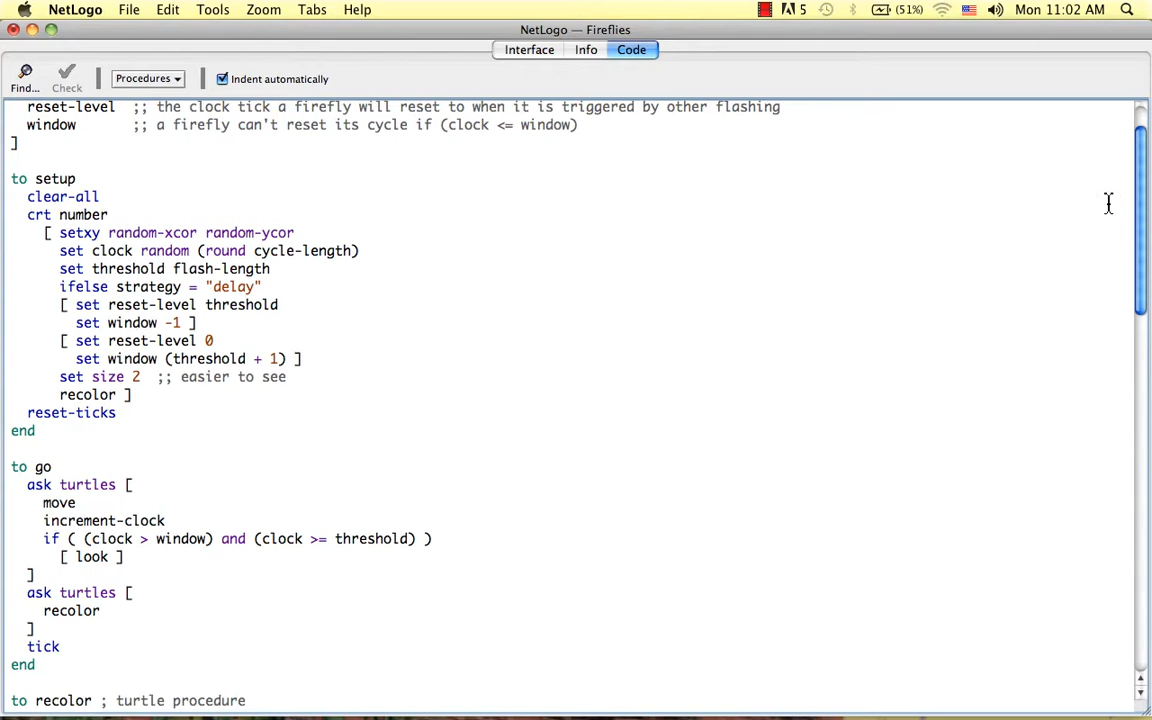 NetLogo File Edit Tools Zoom Tabs Help 5 (51%) Mon 11:02 AM
NetLogo — Fireflies
Interface Info Code
Find... Check Procedures Indent automatically
reset-level ;; the clock tick a firefly will reset to when it is triggered by other flashing
window ;; a firefly can't reset its cycle if (clock <= window)
]
to setup
clear-all
crt number
[ setxy random-xcor random-ycor
set clock random (round cycle-length)
set threshold flash-length
ifelse strategy = "delay"
[ set reset-level threshold
set window -1 ]
[ set reset-level 0
set window (threshold + 1) ]
set size 2 ;; easier to see
recolor ]
reset-ticks
end
to go
ask turtles [
move
increment-clock
if ( (clock > window) and (clock >= threshold) )
[ look ]
]
ask turtles [
recolor
]
tick
end
to recolor ; turtle procedure